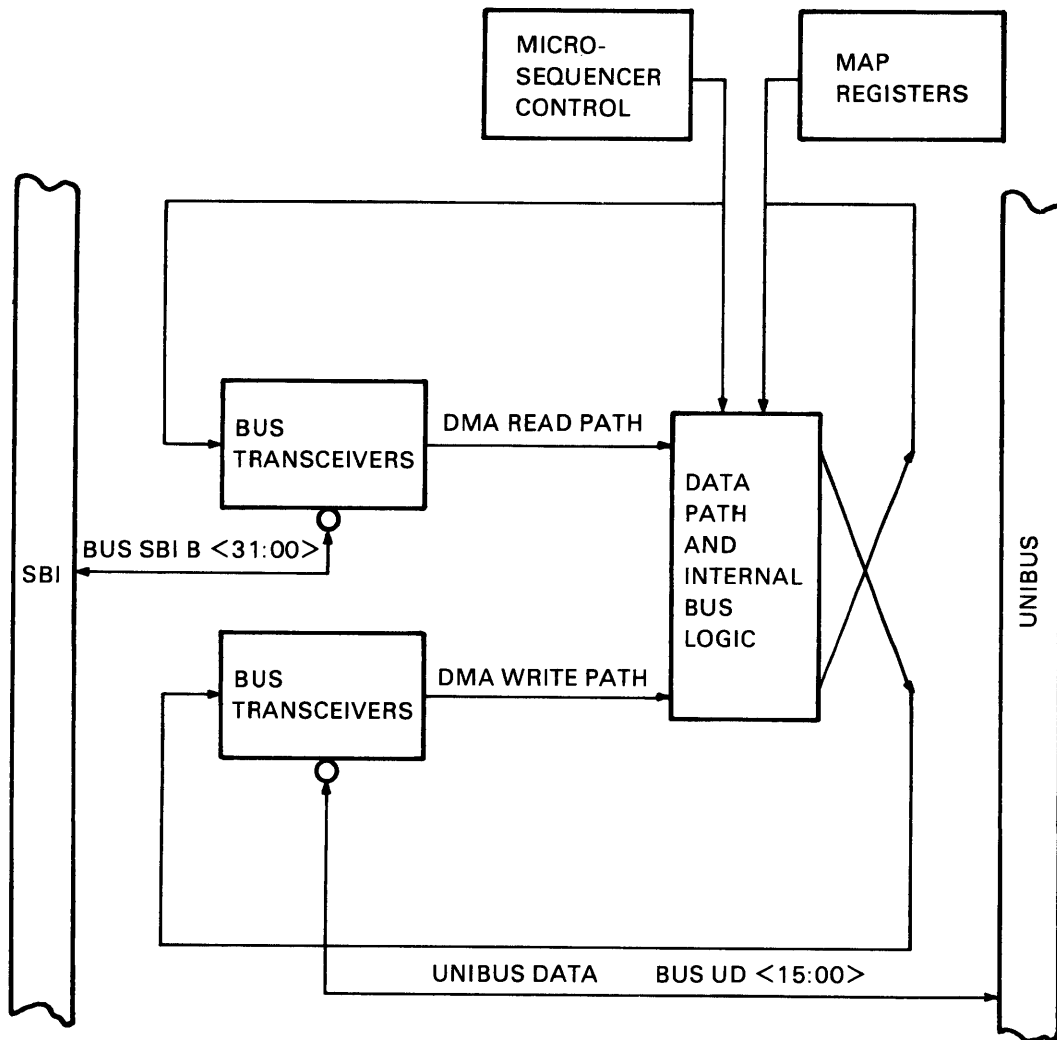 MICRO-
SEQUENCER
CONTROL
MAP
REGISTERS
BUS
TRANSCEIVERS
DMA READ PATH
DATA
PATH
AND
INTERNAL
BUS
LOGIC
BUS SBI B <31:00>
SBI
UNIBUS
BUS
TRANSCEIVERS
DMA WRITE PATH
UNIBUS DATA BUS UD <15:00>